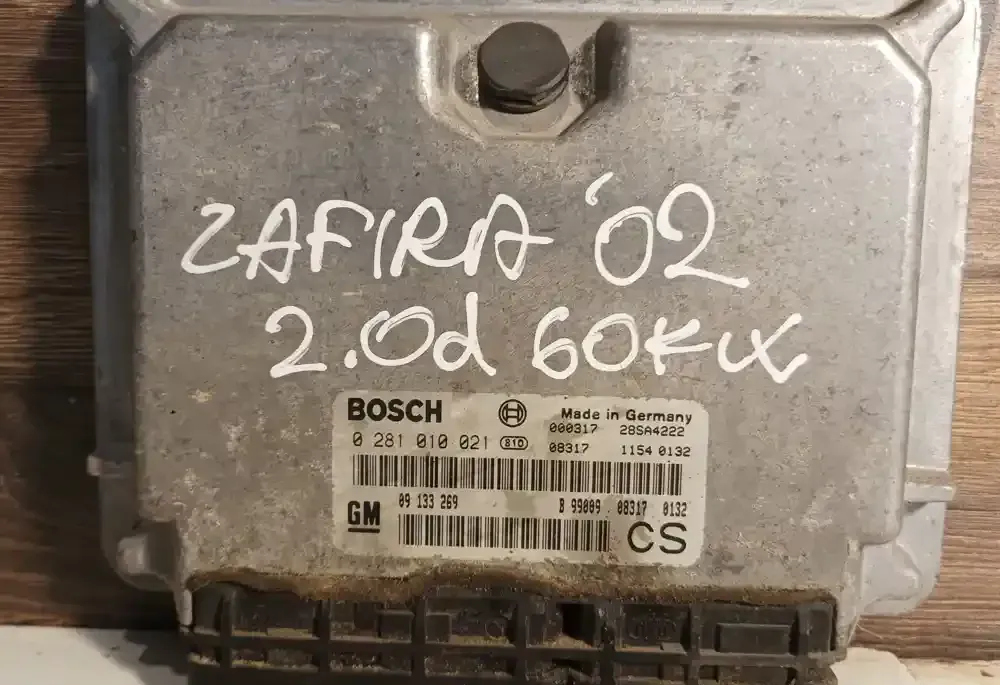 ZAFIRA '02
2.0d 60KW
BOSCH Made in Germany
000317 28SA4222
0 281 010 021 810 08317 1154 0132
09 133 269 B 99009 08317 0132
GM CS